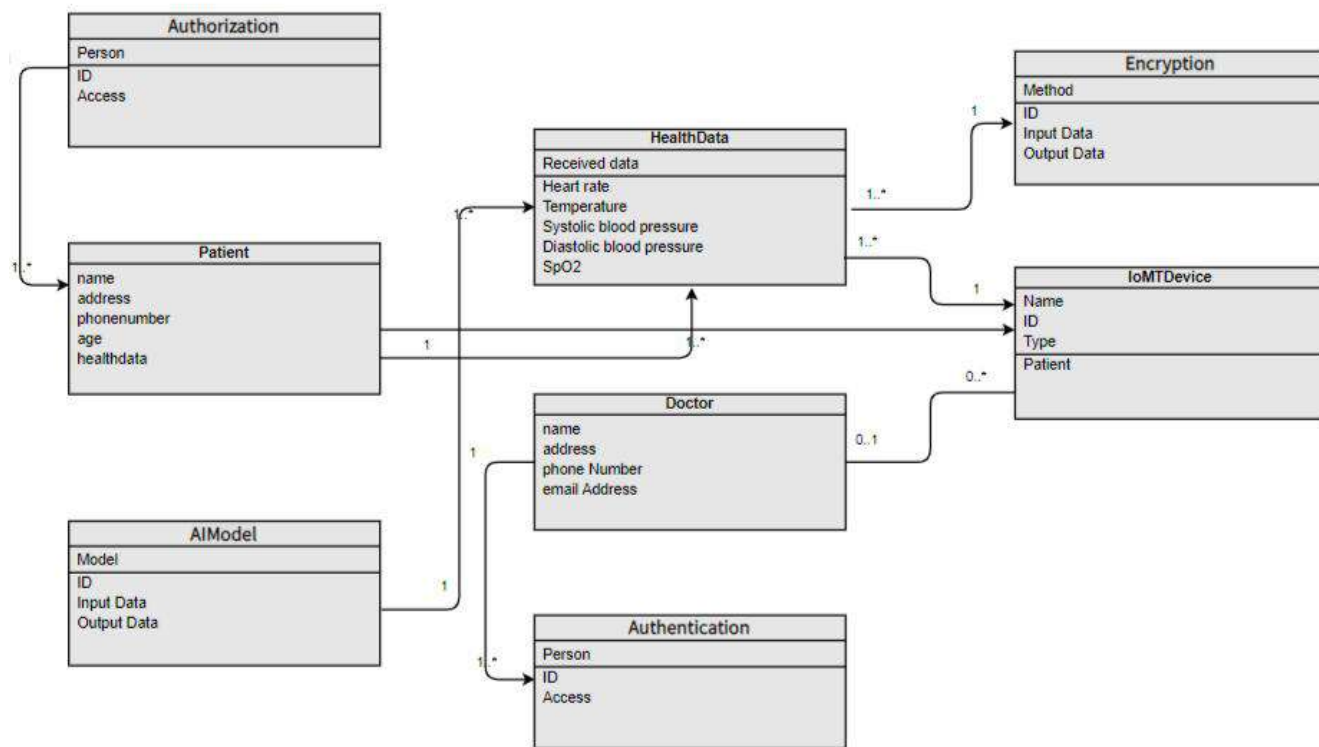 Authorization
Person
ID
Access
Encryption
Method
ID
Input Data
Output Data
1
HealthData
Received data
Heart rate
Temperature
Systolic blood pressure
Diastolic blood pressure
SpO2
1..*
1..*
1..*
1
Patient
name
address
phonenumber
age
healthdata
1..*
IoMTDevice
Name
ID
Type
Patient
1
1..*
0..*
Doctor
name
address
phone Number
email Address
0..1
1
AIModel
Model
ID
Input Data
Output Data
1
Authentication
Person
ID
Access
1..*